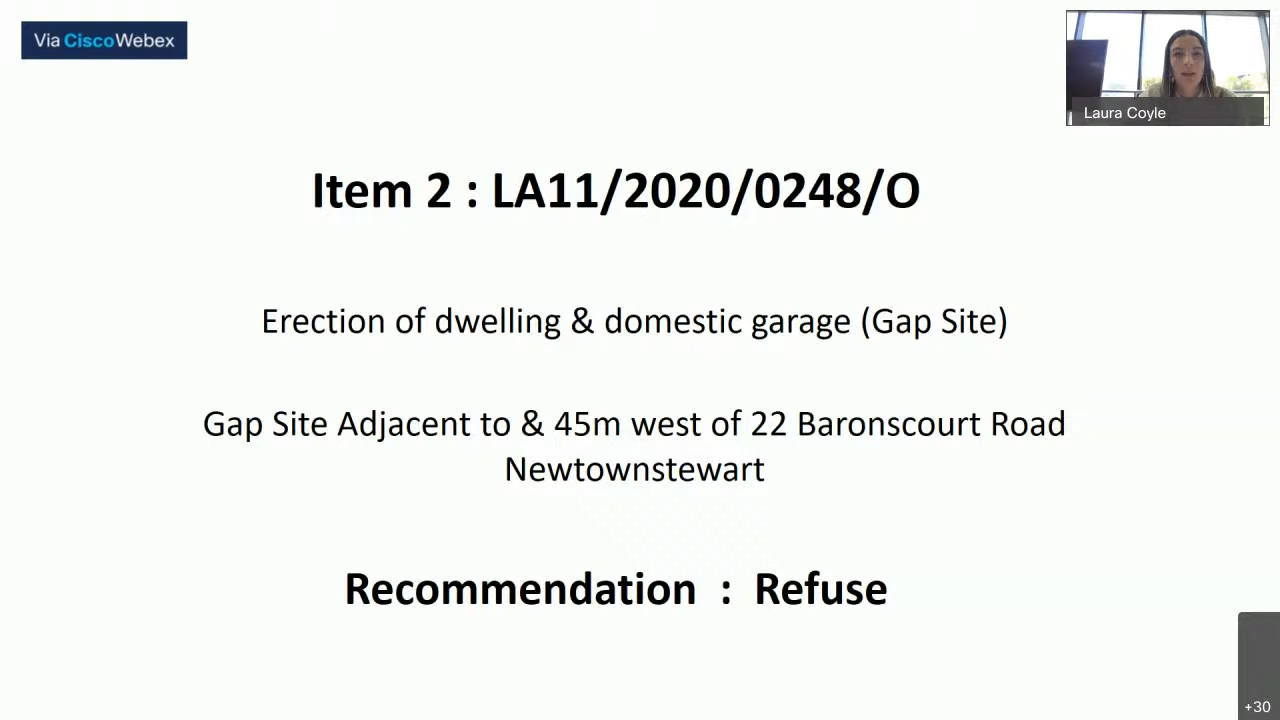 Via CiscoWebex
Laura Coyle
Item 2 : LA11/2020/0248/O
Erection of dwelling & domestic garage (Gap Site)
Gap Site Adjacent to & 45m west of 22 Baronscourt Road
Newtownstewart
Recommendation : Refuse
+30